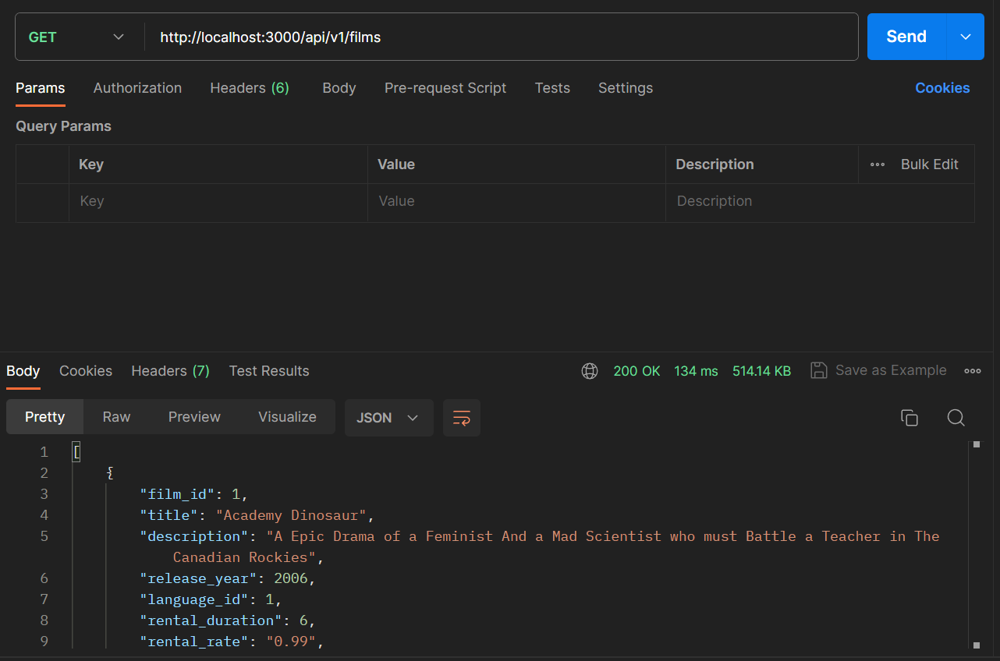 GET http://localhost:3000/api/v1/films Send
Params Authorization Headers (6) Body Pre-request Script Tests Settings Cookies
Query Params
Key Value Description Bulk Edit
Key Value Description
Body Cookies Headers (7) Test Results 200 OK 134 ms 514.14 KB Save as Example
Pretty Raw Preview Visualize JSON
1 [
2 {
3 "film_id": 1,
4 "title": "Academy Dinosaur",
5 "description": "A Epic Drama of a Feminist And a Mad Scientist who must Battle a Teacher in The
Canadian Rockies",
6 "release_year": 2006,
7 "language_id": 1,
8 "rental_duration": 6,
9 "rental_rate": "0.99",